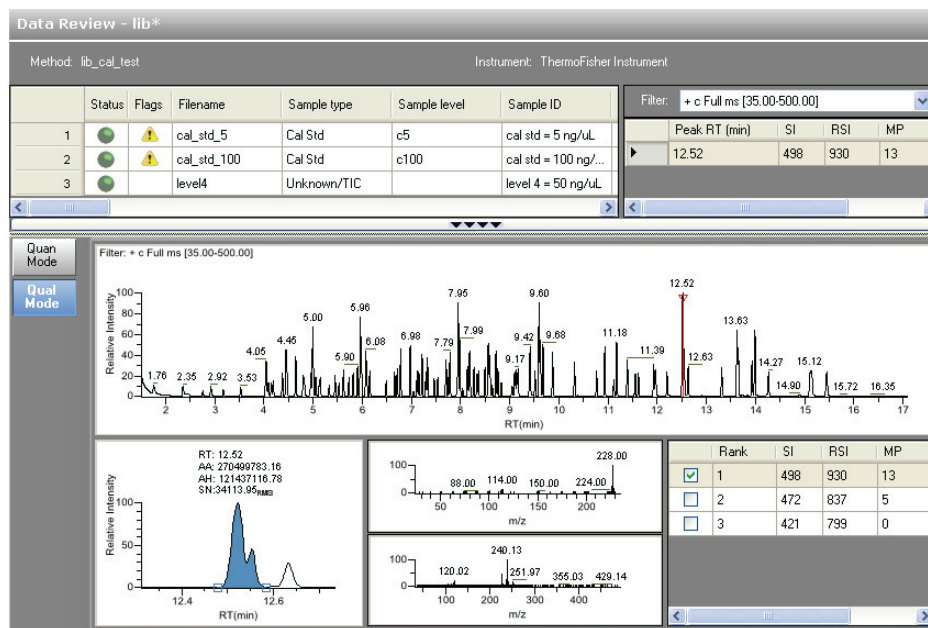 Data Review - lib*
Method: lib_cal_test Instrument: ThermoFisher Instrument
Status Flags Filename Sample type Sample level Sample ID
1 cal_std_5 Cal Std c5 cal std = 5 ng/uL
2 cal_std_100 Cal Std c100 cal std = 100 ng/...
3 level4 Unknown/TIC level 4 = 50 ng/uL
Filter: + c Full ms [35.00-500.00]
Peak RT (min) SI RSI MP
12.52 498 930 13
Quan
Mode
Qual
Mode
Filter: + c Full ms [35.00-500.00]
Relative Intensity
100
80
60
40
20
0
1.76 2.35 2.92 3.53 4.05 4.45 5.00 5.90 5.96 6.08 6.98 7.79 7.95 7.99 9.17 9.42 9.60 9.68 11.18 11.39 12.52 12.63 13.63 14.27 14.90 15.12 15.72 16.35
2 3 4 5 6 7 8 9 10 11 12 13 14 15 16 17
RT(min)
RT: 12.52
AA: 270499783.16
AH: 121437116.78
SN:34113.95RMS
Relative Intensity
100
50
0
12.4 12.6
RT(min)
228.00
100
88.00 114.00 150.00 224.00
0
50 100 150 200
m/z
240.13
100
120.02 251.97 355.03 429.14
0
100 200 300 400
m/z
Rank SI RSI MP
1 498 930 13
2 472 837 5
3 421 799 0